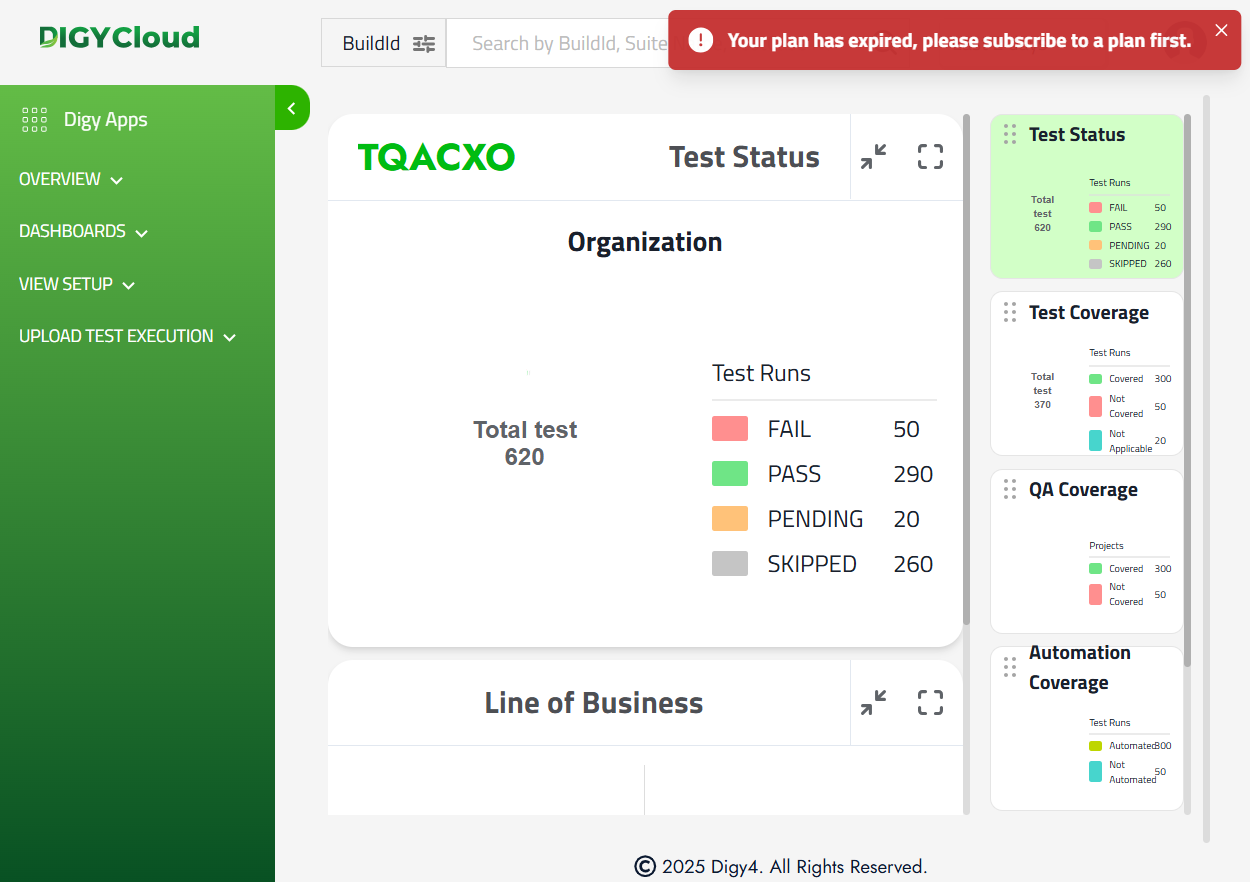 DIGYCloud
BuildId
Search by BuildId, Suite
Your plan has expired, please subscribe to a plan first.
Digy Apps
OVERVIEW
DASHBOARDS
VIEW SETUP
UPLOAD TEST EXECUTION
TQACXO
Test Status
Organization
Total test
620
Test Runs
FAIL 50
PASS 290
PENDING 20
SKIPPED 260
Line of Business
Test Status
Total
test
620
Test Runs
FAIL 50
PASS 290
PENDING 20
SKIPPED 260
Test Coverage
Total
test
370
Test Runs
Covered 300
Not
Covered 50
Not
Applicable 20
QA Coverage
Projects
Covered 300
Not
Covered 50
Automation
Coverage
Test Runs
Automated 300
Not
Automated 50
© 2025 Digy4. All Rights Reserved.